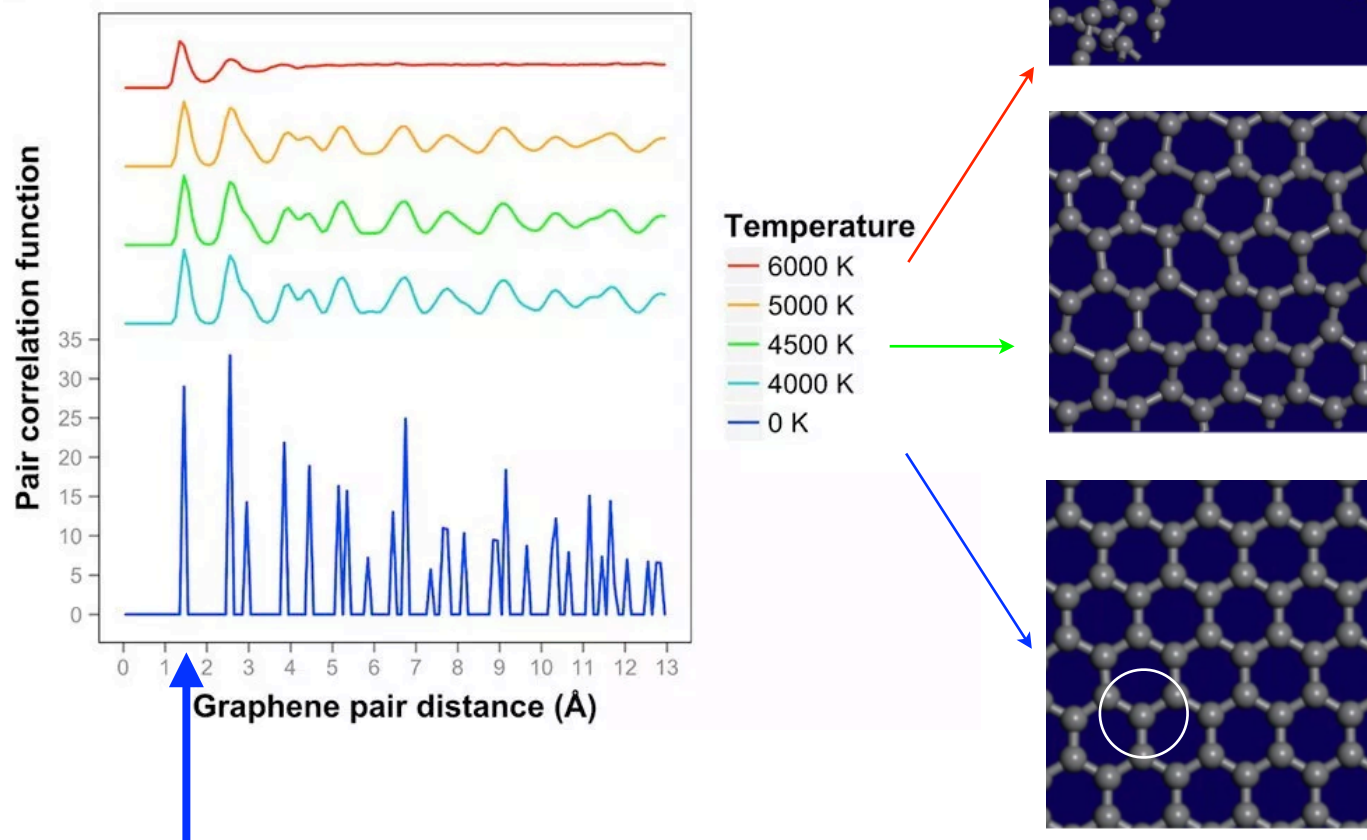 Pair correlation function
35
30
25
20
15
10
5
0
0 1 2 3 4 5 6 7 8 9 10 11 12 13
Graphene pair distance (Å)
Temperature
6000 K
5000 K
4500 K
4000 K
0 K